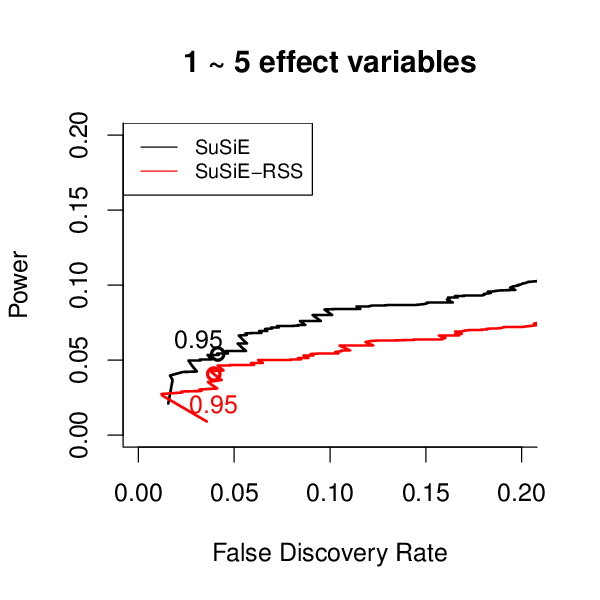 1 ~ 5 effect variables
SuSiE
SuSiE−RSS
Power
0.20
0.15
0.10
0.05
0.00
0.95
0.95
0.00 0.05 0.10 0.15 0.20
False Discovery Rate